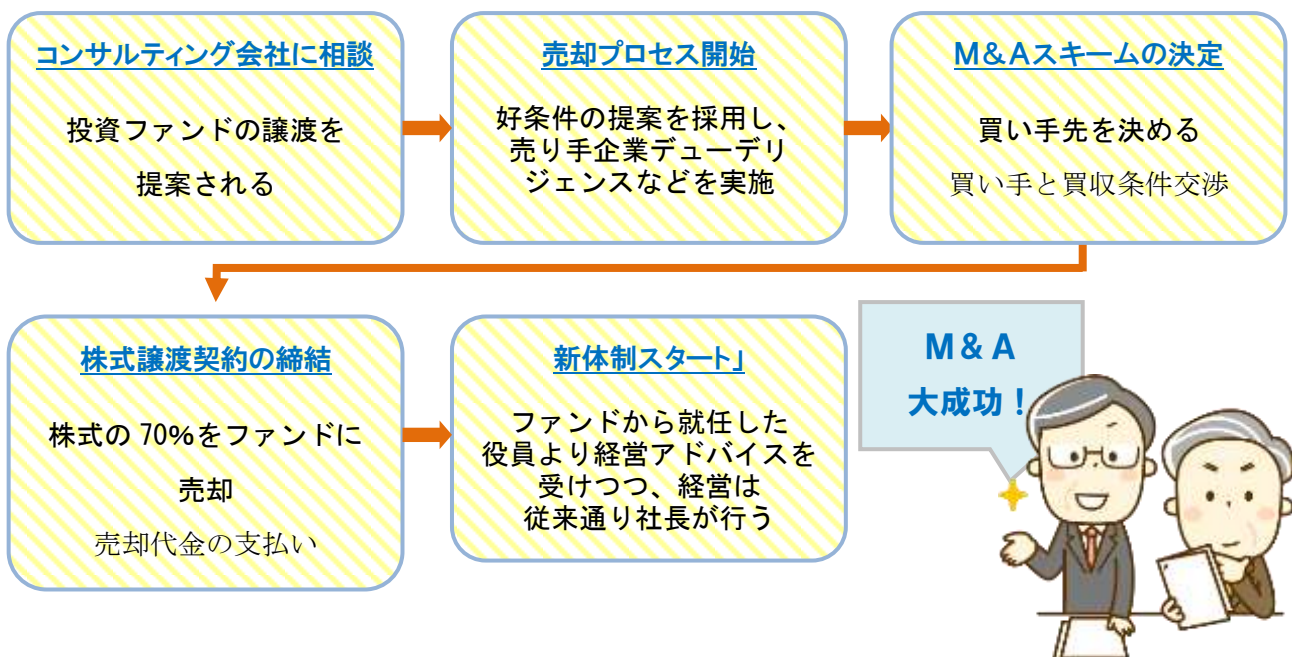 コンサルティング会社に相談
投資ファンドの譲渡を
提案される
売却プロセス開始
好条件の提案を採用し、
売り手企業デューデリ
ジェンスなどを実施
M&Aスキームの決定
買い手先を決める
買い手と買収条件交渉
株式譲渡契約の締結
株式の 70%をファンドに
売却
売却代金の支払い
新体制スタート」
ファンドから就任した
役員より経営アドバイスを
受けつつ、経営は
従来通り社長が行う
M&A
大成功！